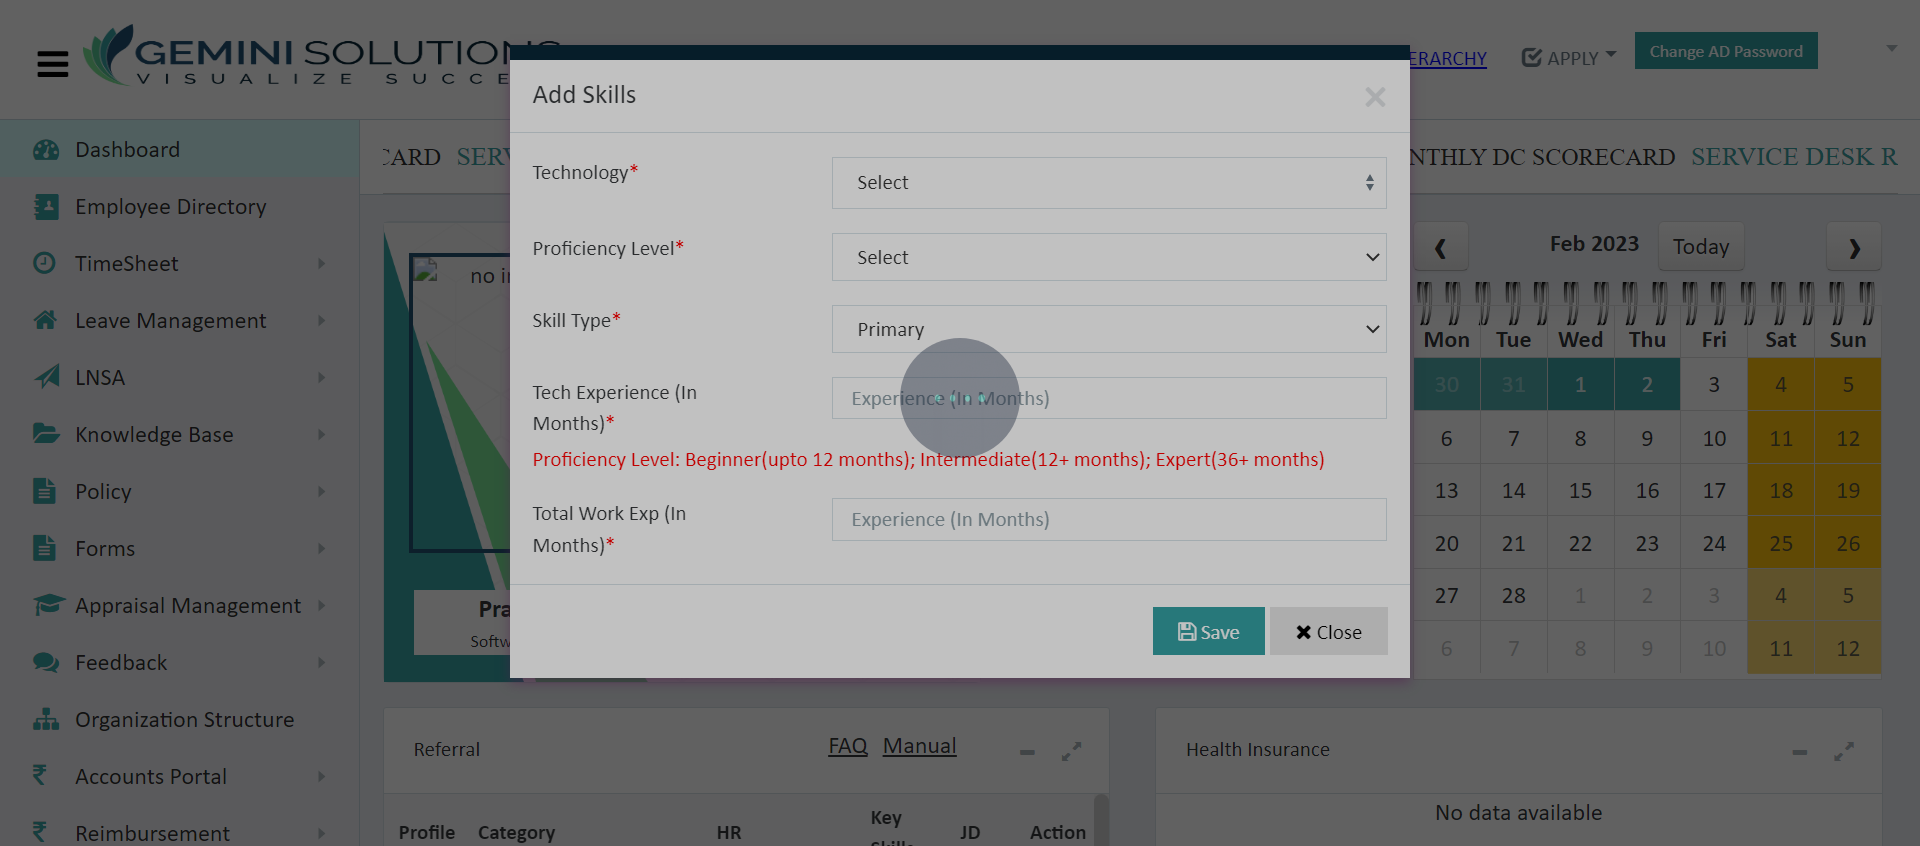 GEMINI SOLUTIONS
VISUALIZE SUCCE
ERARCHY
APPLY
Change AD Password
Dashboard
Employee Directory
TimeSheet
Leave Management
LNSA
Knowledge Base
Policy
Forms
Appraisal Management
Feedback
Organization Structure
Accounts Portal
Reimbursement
CARD SERV
NTHLY DC SCORECARD SERVICE DESK R
no i
Pra
Softw
Add Skills
Technology*
Select
Proficiency Level*
Select
Skill Type*
Primary
Tech Experience (In
Months)*
Experience (In Months)
Proficiency Level: Beginner(upto 12 months); Intermediate(12+ months); Expert(36+ months)
Total Work Exp (In
Months)*
Experience (In Months)
Save
Close
Feb 2023
Today
Mon Tue Wed Thu Fri Sat Sun
30 31 1 2 3 4 5
6 7 8 9 10 11 12
13 14 15 16 17 18 19
20 21 22 23 24 25 26
27 28 1 2 3 4 5
6 7 8 9 10 11 12
Referral
FAQ Manual
Profile Category HR Key Skills JD Action
Health Insurance
No data available